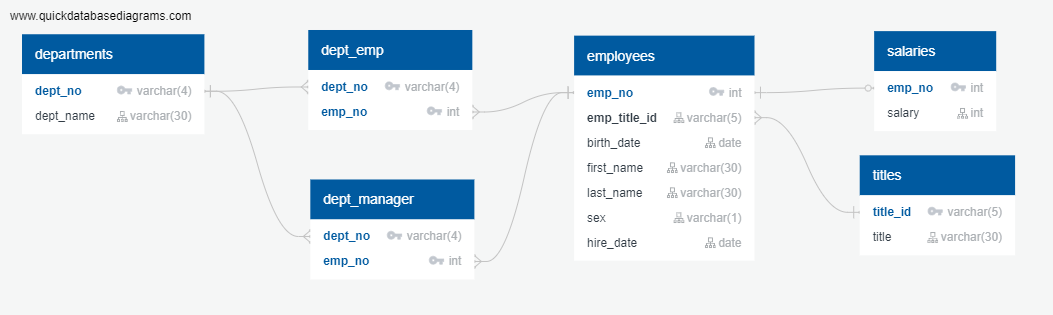 www.quickdatabasediagrams.com
departments
dept_no varchar(4)
dept_name varchar(30)
dept_emp
dept_no varchar(4)
emp_no int
dept_manager
dept_no varchar(4)
emp_no int
employees
emp_no int
emp_title_id varchar(5)
birth_date date
first_name varchar(30)
last_name varchar(30)
sex varchar(1)
hire_date date
salaries
emp_no int
salary int
titles
title_id varchar(5)
title varchar(30)